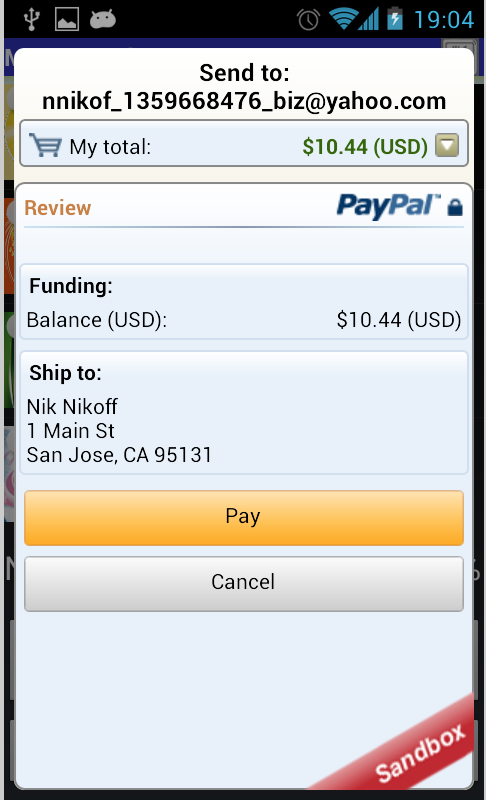 19:04
Send to:
nnikof_1359668476_biz@yahoo.com
My total: $10.44 (USD)
Review PayPal™
Funding:
Balance (USD): $10.44 (USD)
Ship to:
Nik Nikoff
1 Main St
San Jose, CA 95131
Pay
Cancel
Sandbox